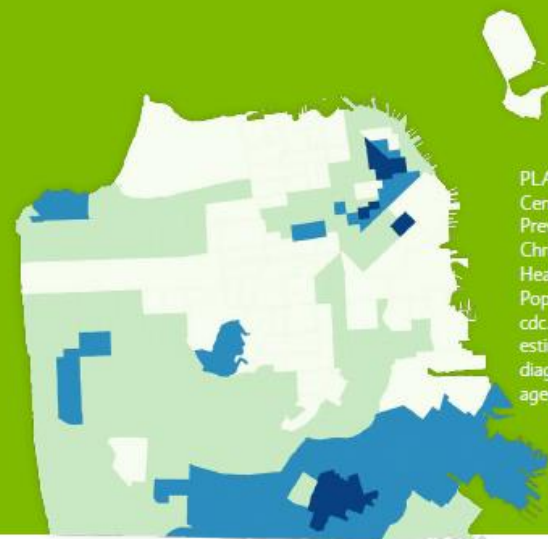 PLA
Cen
Prev
Chr
Hea
Pop
cdc.
esti
diag
age